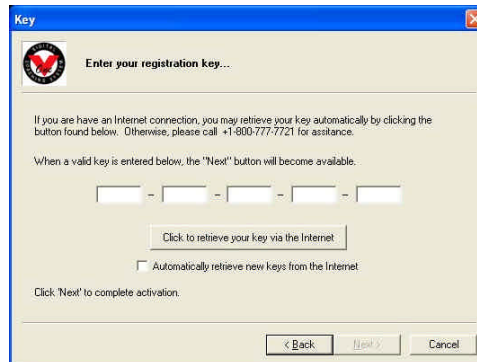 Key
Enter your registration key...
If you are have an Internet connection, you may retrieve your key automatically by clicking the
button found below. Otherwise, please call +1-800-777-7721 for assitance.
When a valid key is entered below, the "Next" button will become available.
- - - -
Click to retrieve your key via the Internet
Automatically retrieve new keys from the Internet
Click 'Next' to complete activation.
< Back Next > Cancel